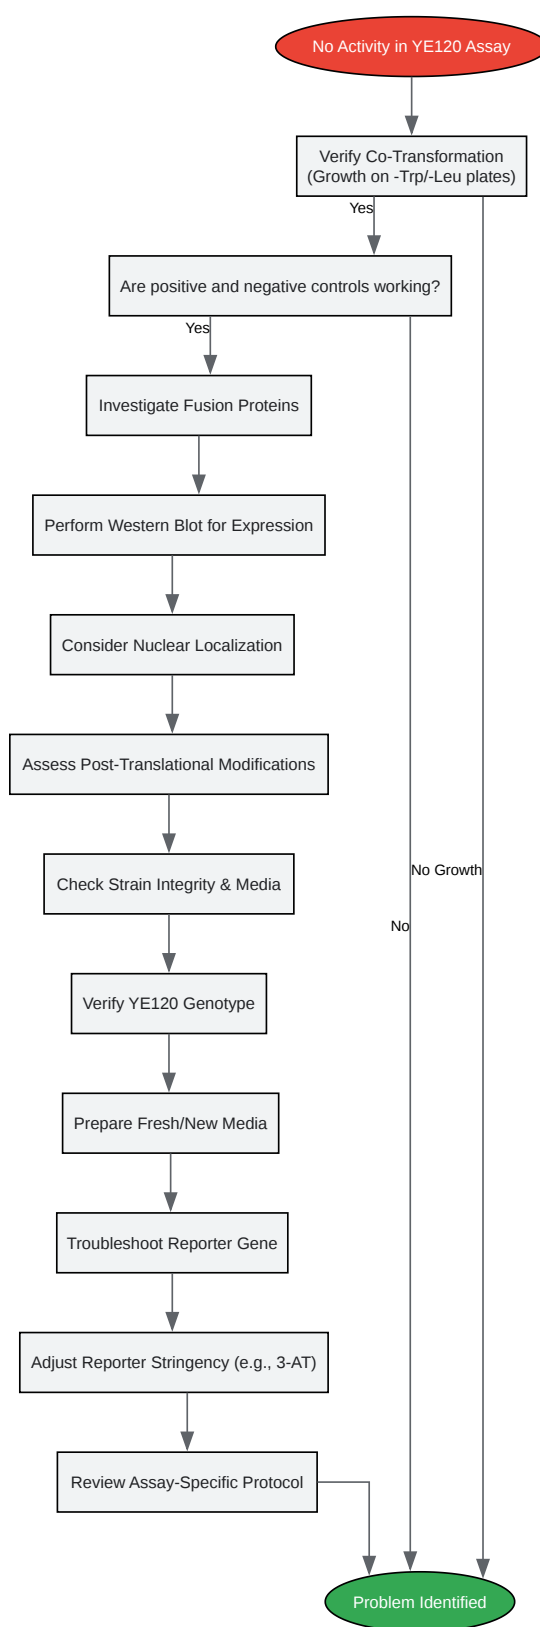 No Activity in YE120 Assay
Verify Co-Transformation
(Growth on -Trp/-Leu plates)
Yes
Are positive and negative controls working?
Yes
Investigate Fusion Proteins
Perform Western Blot for Expression
Consider Nuclear Localization
Assess Post-Translational Modifications
Check Strain Integrity & Media
No Growth
No
Verify YE120 Genotype
Prepare Fresh/New Media
Troubleshoot Reporter Gene
Adjust Reporter Stringency (e.g., 3-AT)
Review Assay-Specific Protocol
Problem Identified